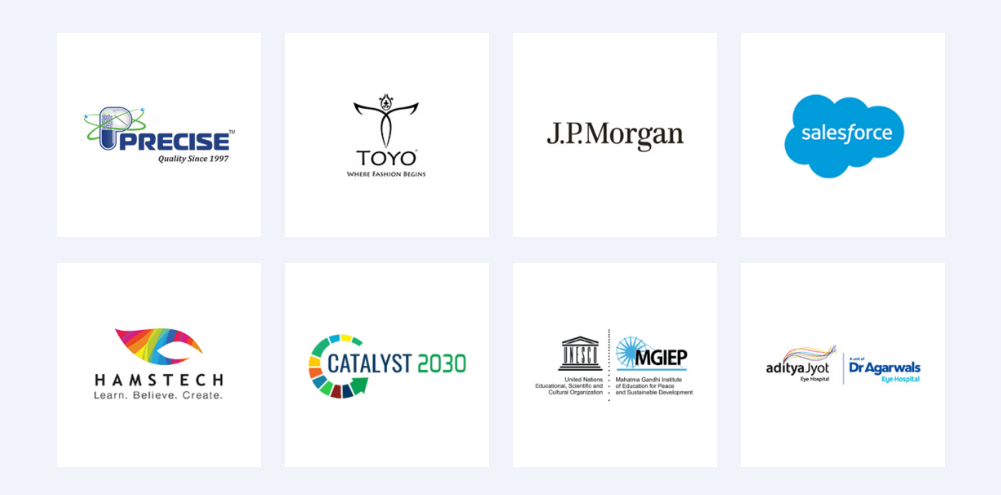 PRECISE™
Quality Since 1997
TOYO
WHERE FASHION BEGINS
J.P.Morgan
salesforce
HAMSTECH
Learn. Believe. Create.
CATALYST 2030
UNESCO
United Nations
Educational, Scientific and
Cultural Organization
MGIEP
Mahatma Gandhi Institute
of Education for Peace
and Sustainable Development
adityaJyot
Eye Hospital
A unit of
Dr Agarwals
Eye Hospital